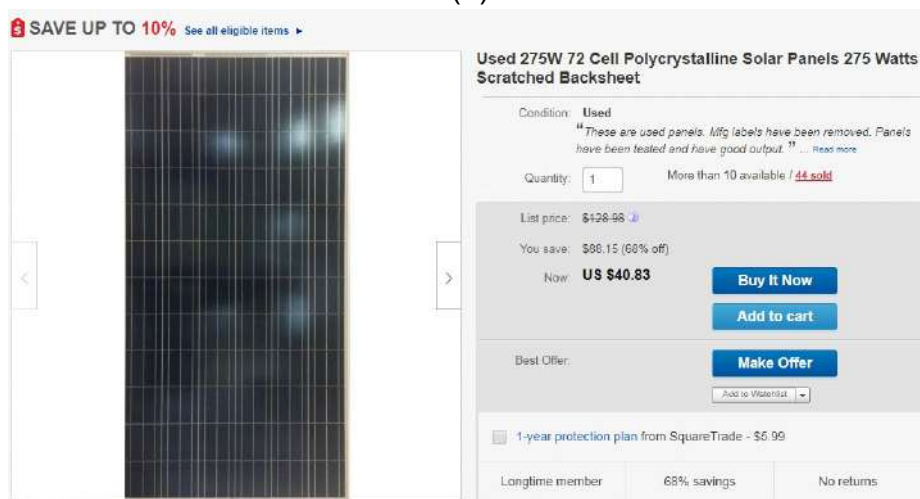 SAVE UP TO 10% See all eligible items ►
Used 275W 72 Cell Polycrystalline Solar Panels 275 Watts
Scratched Backsheet
Condition: Used
“These are used panels. Mfg labels have been removed. Panels
have been tested and have good output.” ... Read more
Quantity: 1 More than 10 available / 44 sold
List price: $128.98
You save: $88.15 (68% off)
Now: US $40.83
Buy It Now
Add to cart
Best Offer:
Make Offer
Add to Watchlist
1-year protection plan from SquareTrade - $5.99
Longtime member 68% savings No returns